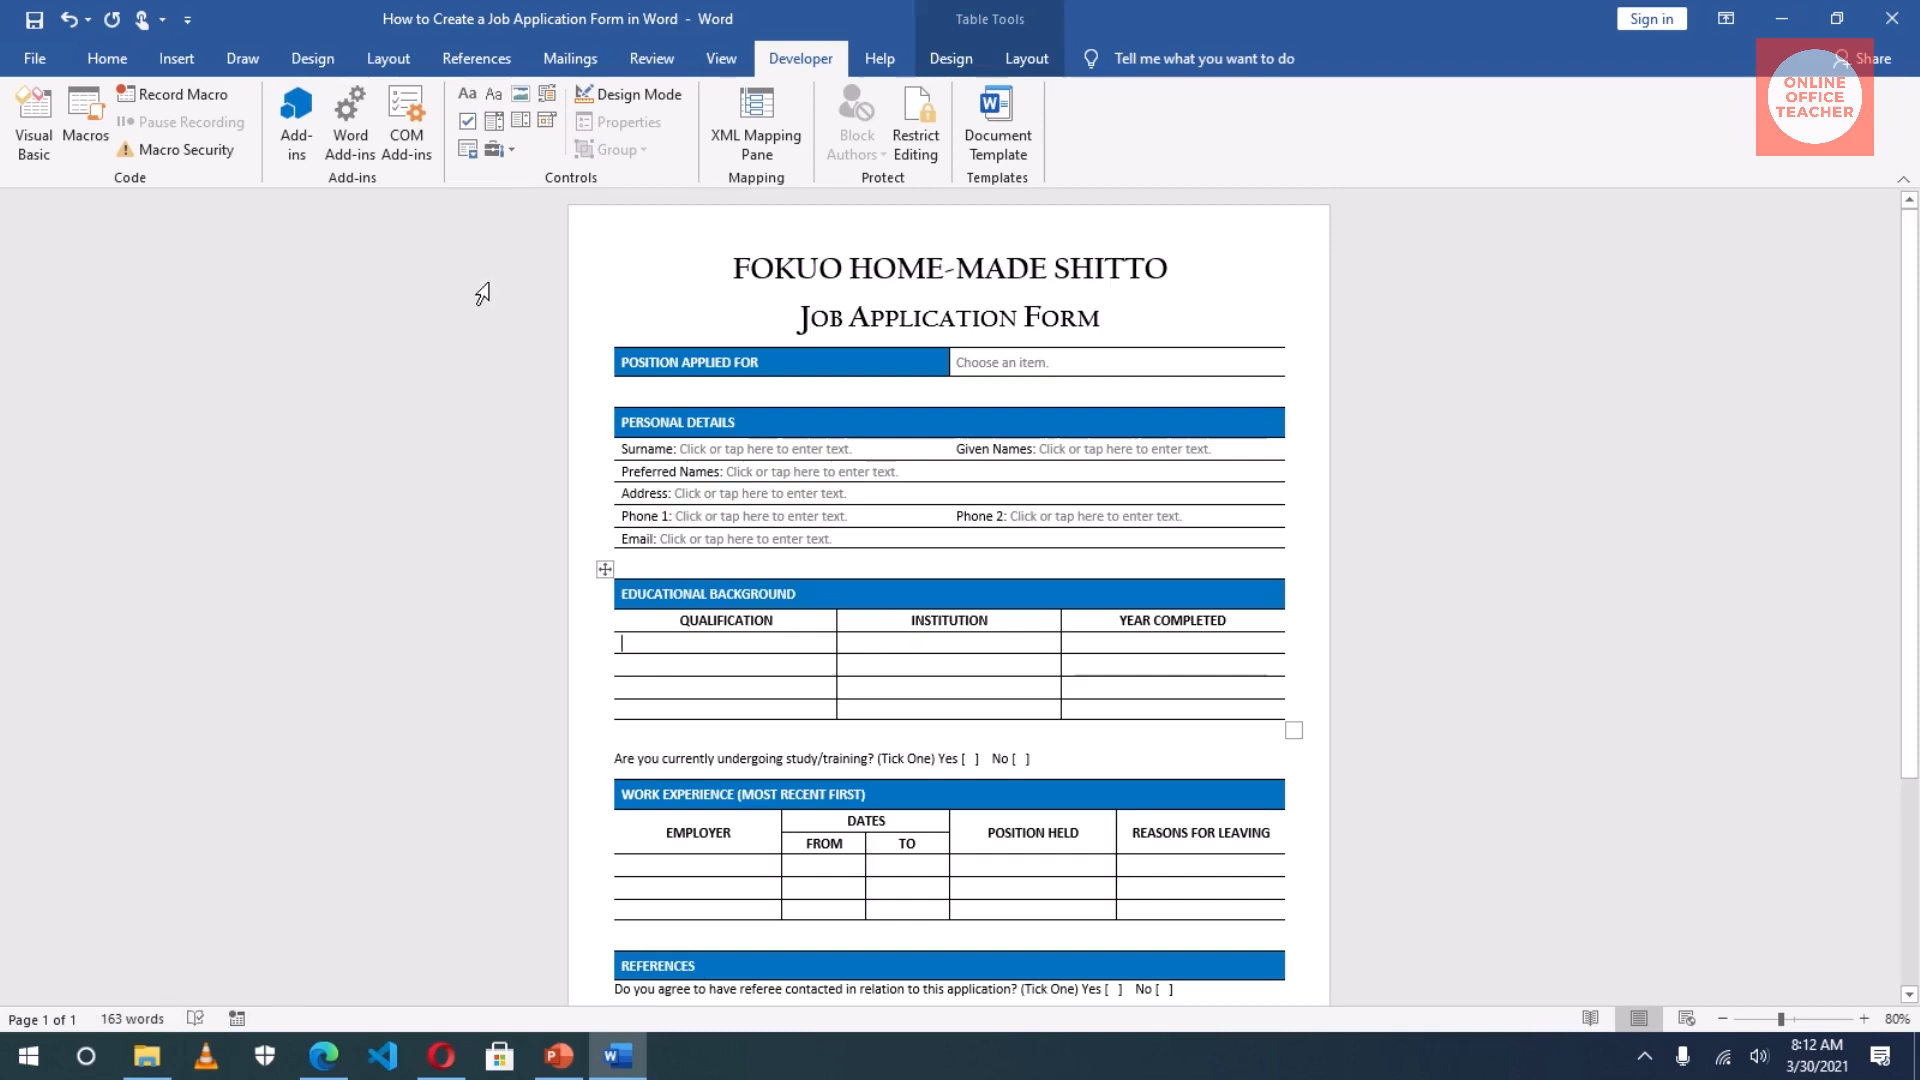 How to Create a Job Application Form in Word - Word
Table Tools
Sign in
File Home Insert Draw Design Layout References Mailings Review View Developer Help Design Layout Tell me what you want to do Share
ONLINE
OFFICE
TEACHER
Visual Basic
Macros
Record Macro
Pause Recording
Macro Security
Code
Add-ins
Word Add-ins
COM Add-ins
Add-ins
Aa Aa
Design Mode
Properties
Group
Controls
XML Mapping Pane
Mapping
Block Authors
Restrict Editing
Protect
Document Template
Templates
FOKUO HOME-MADE SHITTO
JOB APPLICATION FORM
POSITION APPLIED FOR Choose an item.
PERSONAL DETAILS
Surname: Click or tap here to enter text. Given Names: Click or tap here to enter text.
Preferred Names: Click or tap here to enter text.
Address: Click or tap here to enter text.
Phone 1: Click or tap here to enter text. Phone 2: Click or tap here to enter text.
Email: Click or tap here to enter text.
EDUCATIONAL BACKGROUND
QUALIFICATION INSTITUTION YEAR COMPLETED
Are you currently undergoing study/training? (Tick One) Yes [ ] No [ ]
WORK EXPERIENCE (MOST RECENT FIRST)
EMPLOYER DATES POSITION HELD REASONS FOR LEAVING
FROM TO
REFERENCES
Do you agree to have referee contacted in relation to this application? (Tick One) Yes [ ] No [ ]
Page 1 of 1 163 words 80%
8:12 AM
3/30/2021